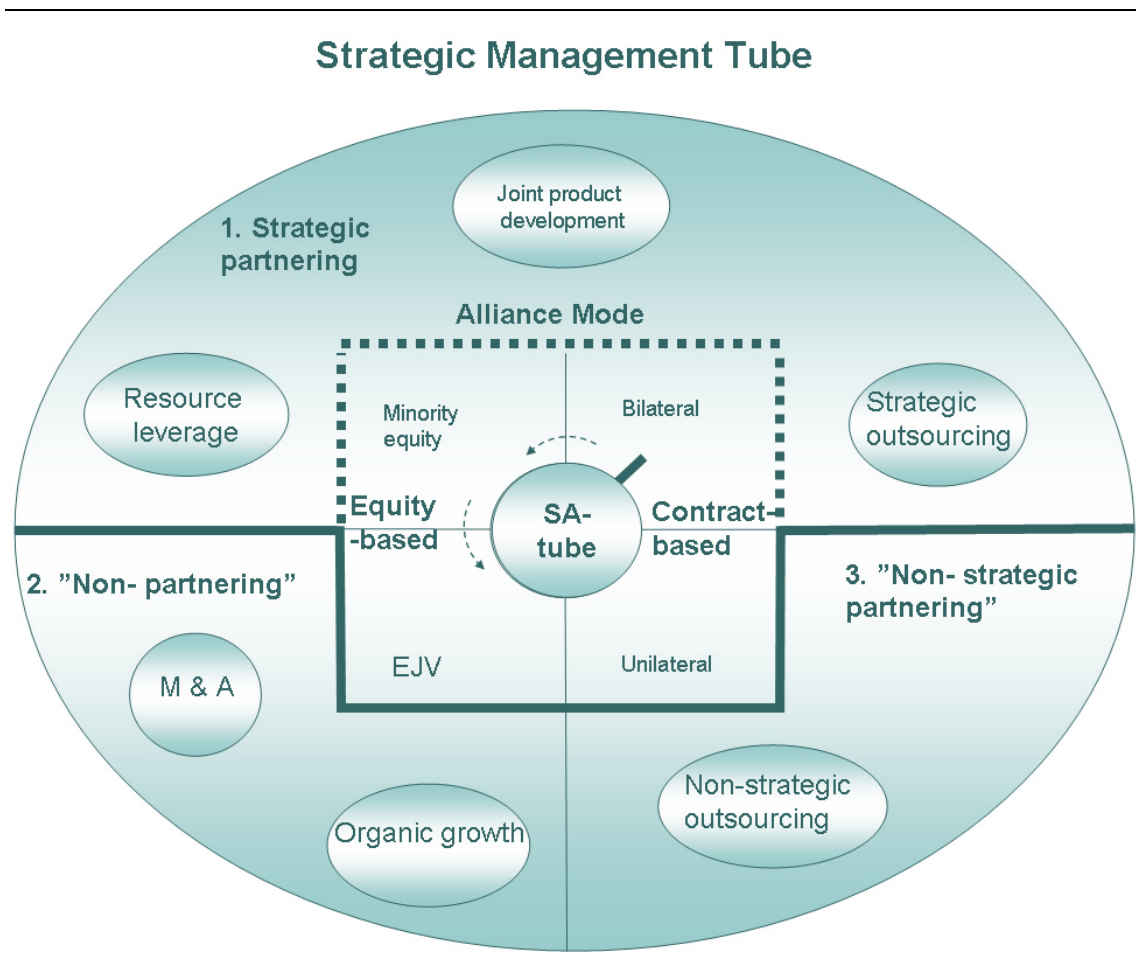 Strategic Management Tube
Joint product
development
1. Strategic
partnering
Alliance Mode
Resource
leverage
Minority
equity
Bilateral
Strategic
outsourcing
Equity
-based
SA-
tube
Contract-
based
2. ”Non- partnering”
3. ”Non- strategic
partnering”
M & A
EJV
Unilateral
Organic growth
Non-strategic
outsourcing